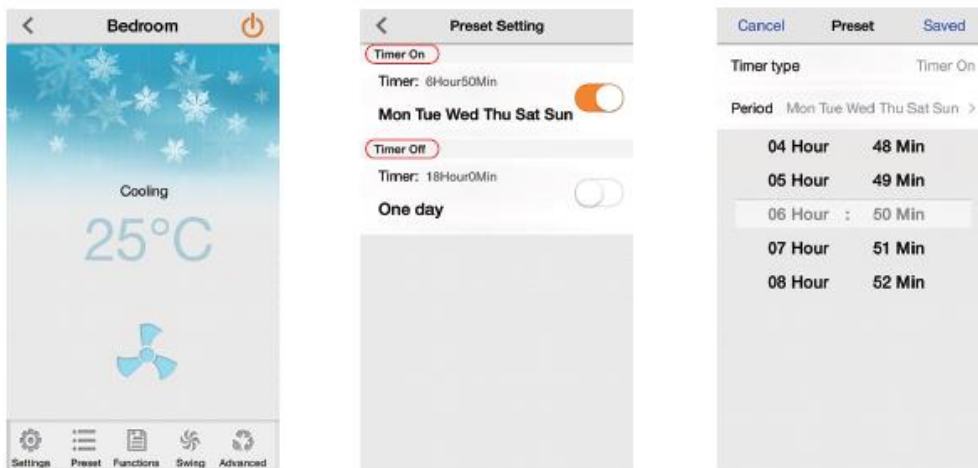 Bedroom
Cooling
25°C
Settings Preset Functions Swing Advanced
Preset Setting
Timer On
Timer: 6Hour50Min
Mon Tue Wed Thu Sat Sun
Timer Off
Timer: 18Hour0Min
One day
Cancel Preset Saved
Timer type Timer On
Period Mon Tue Wed Thu Sat Sun >
04 Hour 48 Min
05 Hour 49 Min
06 Hour : 50 Min
07 Hour 51 Min
08 Hour 52 Min